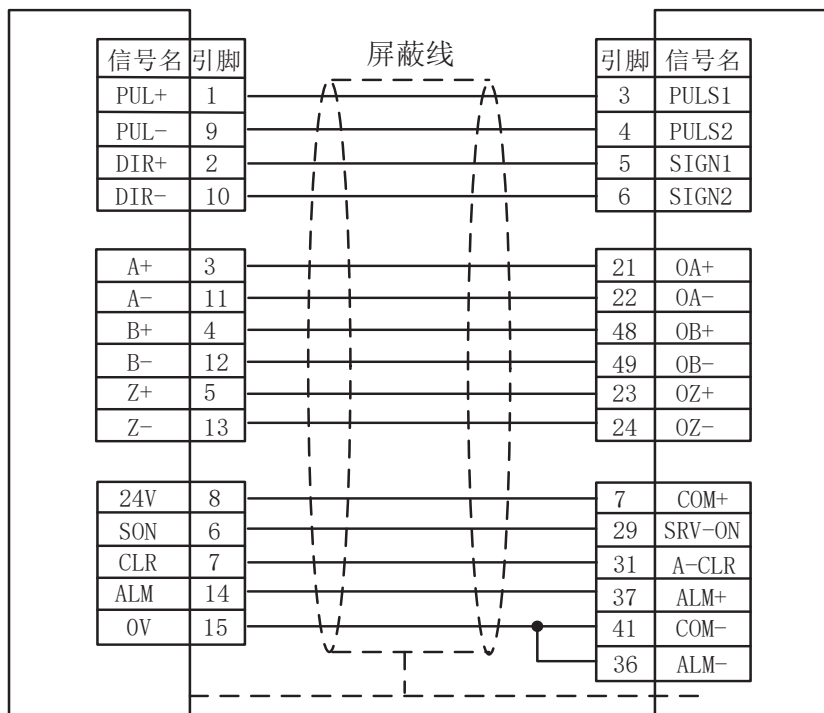 屏蔽线
信号名 引脚 引脚 信号名
PUL+ 1 3 PULS1
PUL- 9 4 PULS2
DIR+ 2 5 SIGN1
DIR- 10 6 SIGN2
A+ 3 21 OA+
A- 11 22 OA-
B+ 4 48 OB+
B- 12 49 OB-
Z+ 5 23 OZ+
Z- 13 24 OZ-
24V 8 7 COM+
SON 6 29 SRV-ON
CLR 7 31 A-CLR
ALM 14 37 ALM+
0V 15 41 COM-
36 ALM-